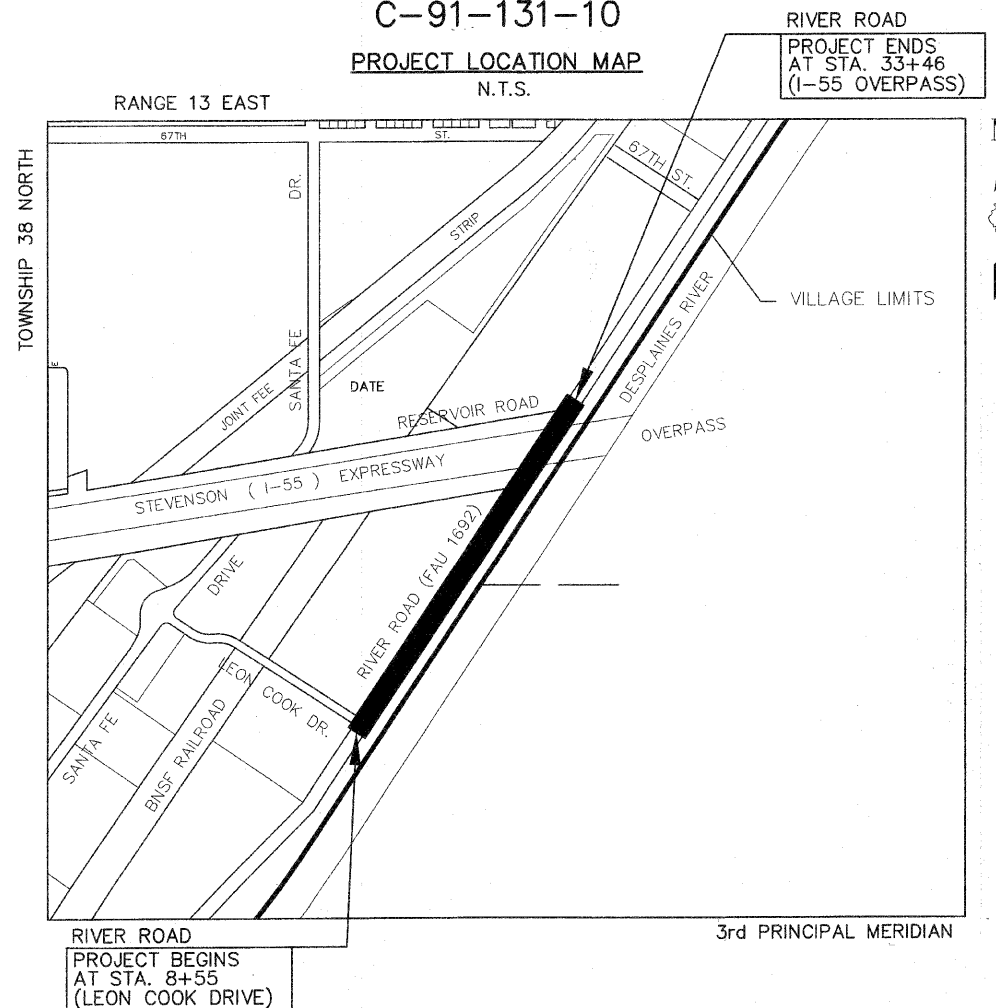 C-91-131-10
RIVER ROAD
PROJECT ENDS
AT STA. 33+46
(I-55 OVERPASS)
PROJECT LOCATION MAP
N.T.S.
RANGE 13 EAST
TOWNSHIP 38 NORTH
67TH
ST.
67TH ST.
SANTA FE
DR.
STRIP
JOINT FEE
VILLAGE LIMITS
DESPLAINES RIVER
DATE
RESERVOIR ROAD
OVERPASS
STEVENSON ( I-55 ) EXPRESSWAY
E
RIVER ROAD (FAU 1692)
DRIVE
SANTA FE
LEON COOK DR.
BNSF RAILROAD
3rd PRINCIPAL MERIDIAN
RIVER ROAD
PROJECT BEGINS
AT STA. 8+55
(LEON COOK DRIVE)